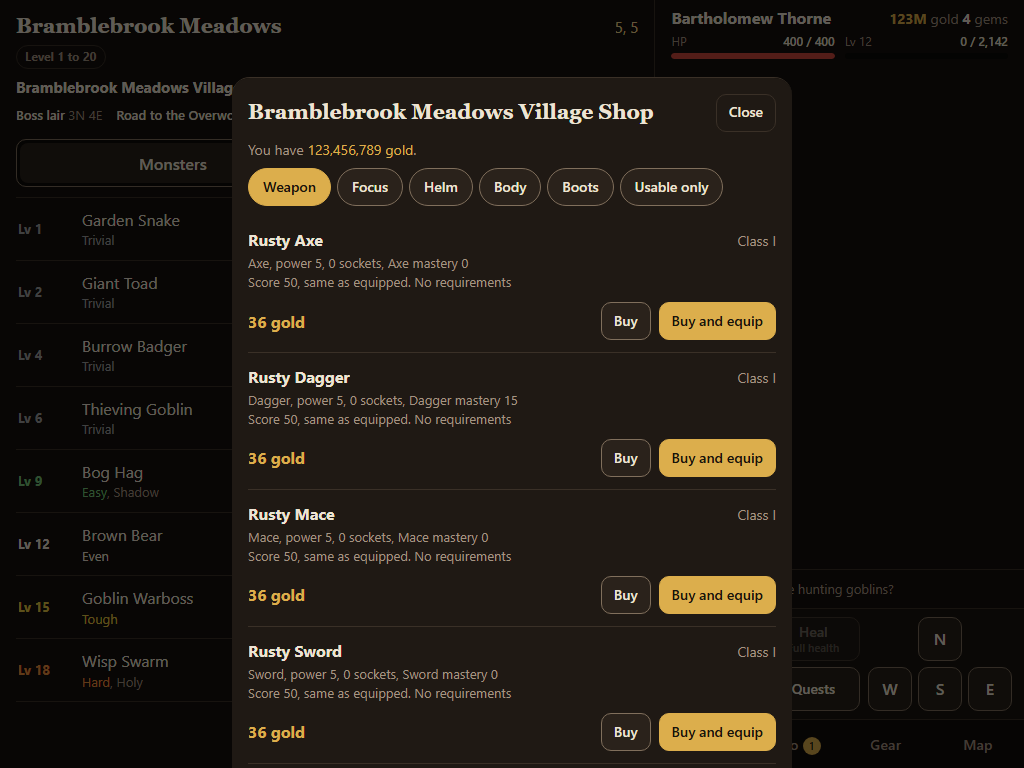 Bramblebrook Meadows
5, 5
Level 1 to 20
Bramblebrook Meadows
Boss lair 3N 4E Road to the
Monsters
Lv 1 Garden Snake
Trivial
Lv 2 Giant Toad
Trivial
Lv 4 Burrow Badger
Trivial
Lv 6 Thieving Goblin
Trivial
Lv 9 Bog Hag
Easy, Shadow
Lv 12 Brown Bear
Even
Lv 15 Goblin Warboss
Tough
Lv 18 Wisp Swarm
Hard, Holy
Bartholomew Thorne 123M gold 4 gems
HP 400 / 400 Lv 12 0 / 2,142
Bramblebrook Meadows Village Shop
Close
You have 123,456,789 gold.
Weapon Focus Helm Body Boots Usable only
Rusty Axe Class I
Axe, power 5, 0 sockets, Axe mastery 0
Score 50, same as equipped. No requirements
36 gold Buy Buy and equip
Rusty Dagger Class I
Dagger, power 5, 0 sockets, Dagger mastery 15
Score 50, same as equipped. No requirements
36 gold Buy Buy and equip
Rusty Mace Class I
Mace, power 5, 0 sockets, Mace mastery 0
Score 50, same as equipped. No requirements
36 gold Buy Buy and equip
Rusty Sword Class I
Sword, power 5, 0 sockets, Sword mastery 0
Score 50, same as equipped. No requirements
36 gold Buy Buy and equip
hunting goblins?
Heal
health
N
Quests W S E
1 Gear Map